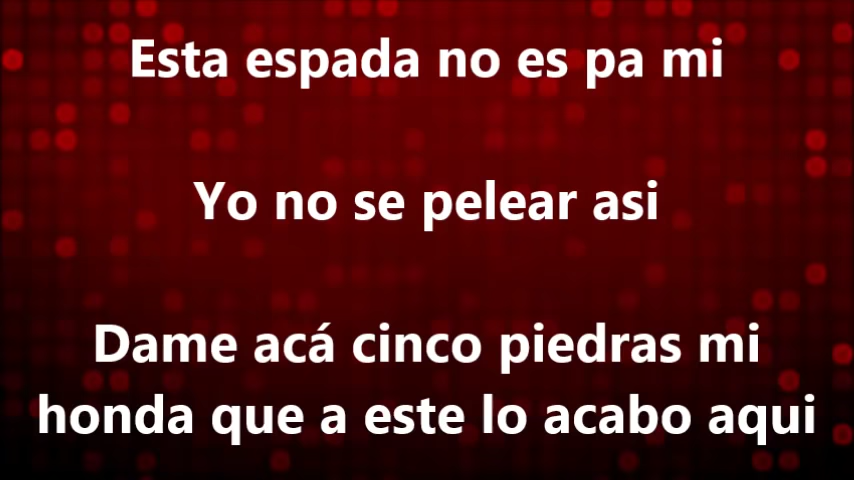 Esta espada no es pa mi
Yo no se pelear asi
Dame acá cinco piedras mi
honda que a este lo acabo aqui